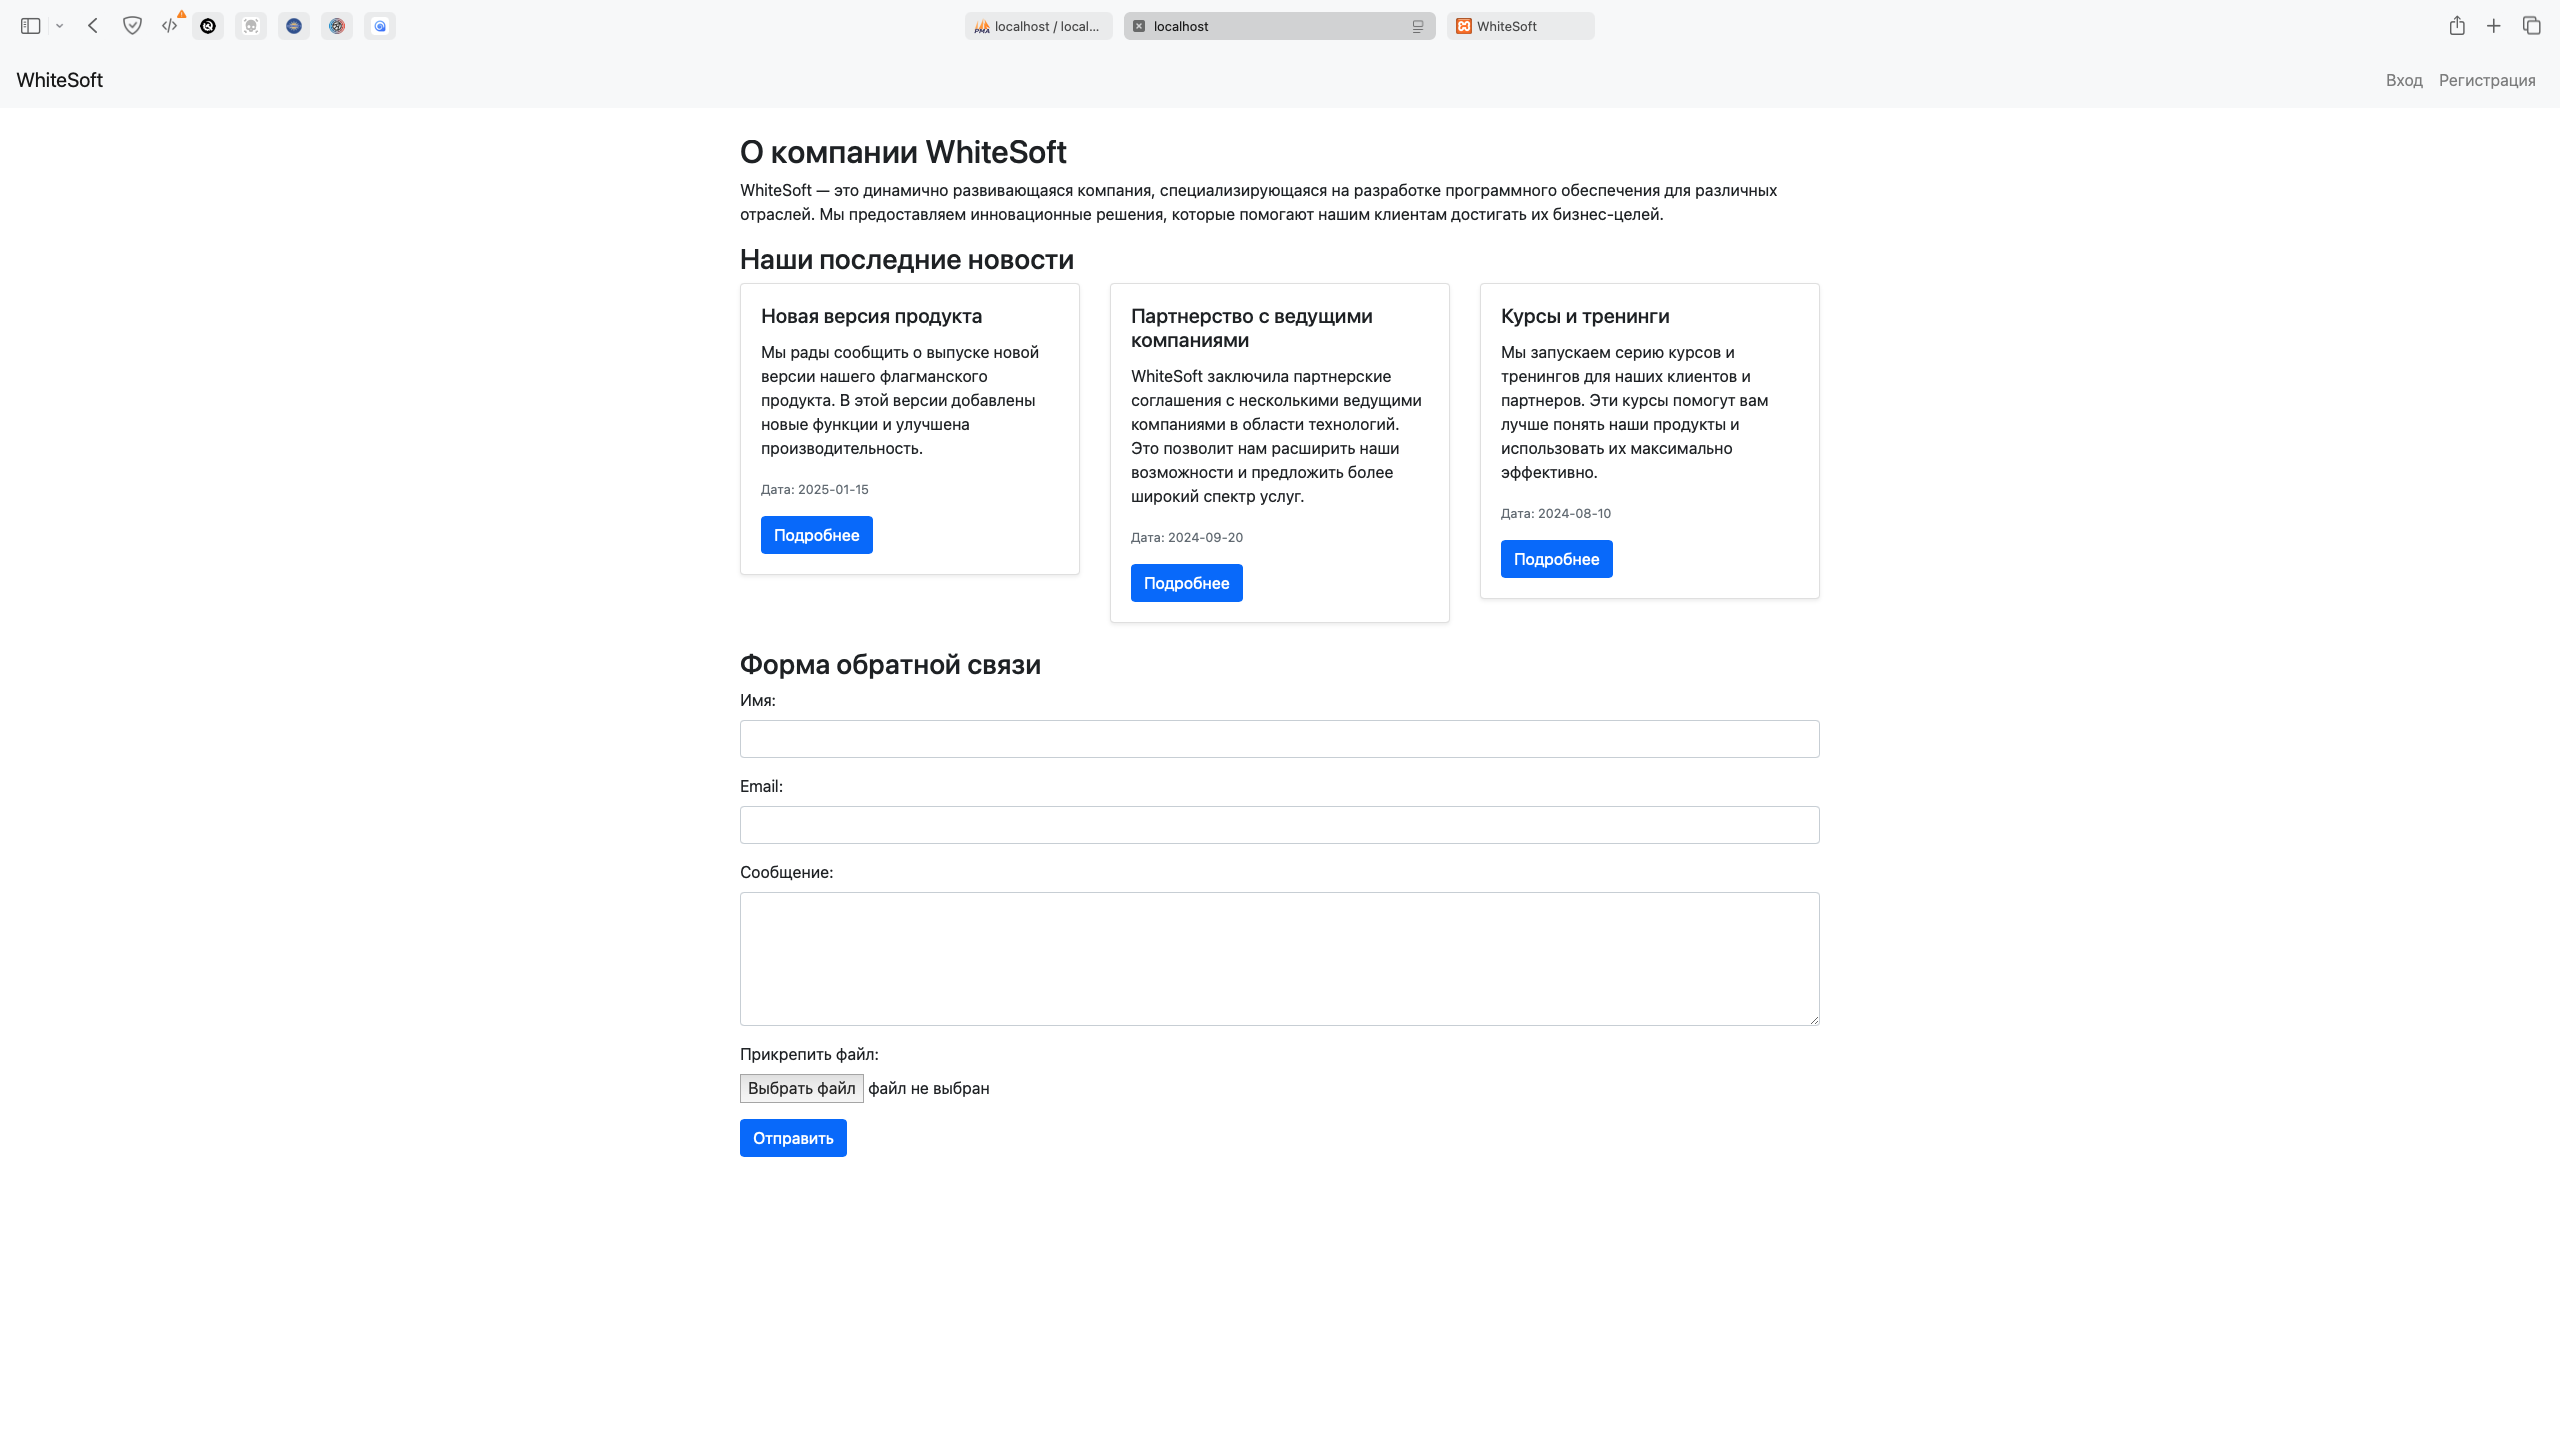 localhost / local...
localhost
WhiteSoft
WhiteSoft
Вход
Регистрация
О компании WhiteSoft
WhiteSoft — это динамично развивающаяся компания, специализирующаяся на разработке программного обеспечения для различных
отраслей. Мы предоставляем инновационные решения, которые помогают нашим клиентам достигать их бизнес-целей.
Наши последние новости
Новая версия продукта
Мы рады сообщить о выпуске новой
версии нашего флагманского
продукта. В этой версии добавлены
новые функции и улучшена
производительность.
Дата: 2025-01-15
Подробнее
Партнерство с ведущими
компаниями
WhiteSoft заключила партнерские
соглашения с несколькими ведущими
компаниями в области технологий.
Это позволит нам расширить наши
возможности и предложить более
широкий спектр услуг.
Дата: 2024-09-20
Подробнее
Курсы и тренинги
Мы запускаем серию курсов и
тренингов для наших клиентов и
партнеров. Эти курсы помогут вам
лучше понять наши продукты и
использовать их максимально
эффективно.
Дата: 2024-08-10
Подробнее
Форма обратной связи
Имя:
Email:
Сообщение:
Прикрепить файл:
Выбрать файл файл не выбран
Отправить